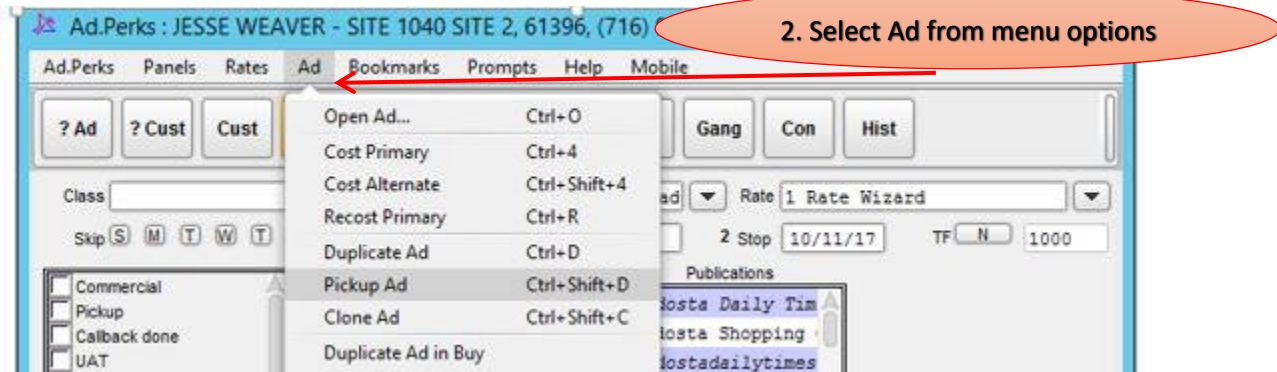 Ad.Perks : JESSE WEAVER - SITE 1040 SITE 2, 61396, (716)
2. Select Ad from menu options
Ad.Perks Panels Rates Ad Bookmarks Prompts Help Mobile
? Ad ? Cust Cust Gang Con Hist
Open Ad... Ctrl+O
Cost Primary Ctrl+4
Cost Alternate Ctrl+Shift+4
Recost Primary Ctrl+R
Duplicate Ad Ctrl+D
Pickup Ad Ctrl+Shift+D
Clone Ad Ctrl+Shift+C
Duplicate Ad in Buy
Class ad Rate 1 Rate Wizard
Skip S M T W T 2 Stop 10/11/17 TF N 1000
Publications
Commercial
Pickup
Callback done
UAT
dosta Daily Tim
dosta Shopping
dostadailytimes